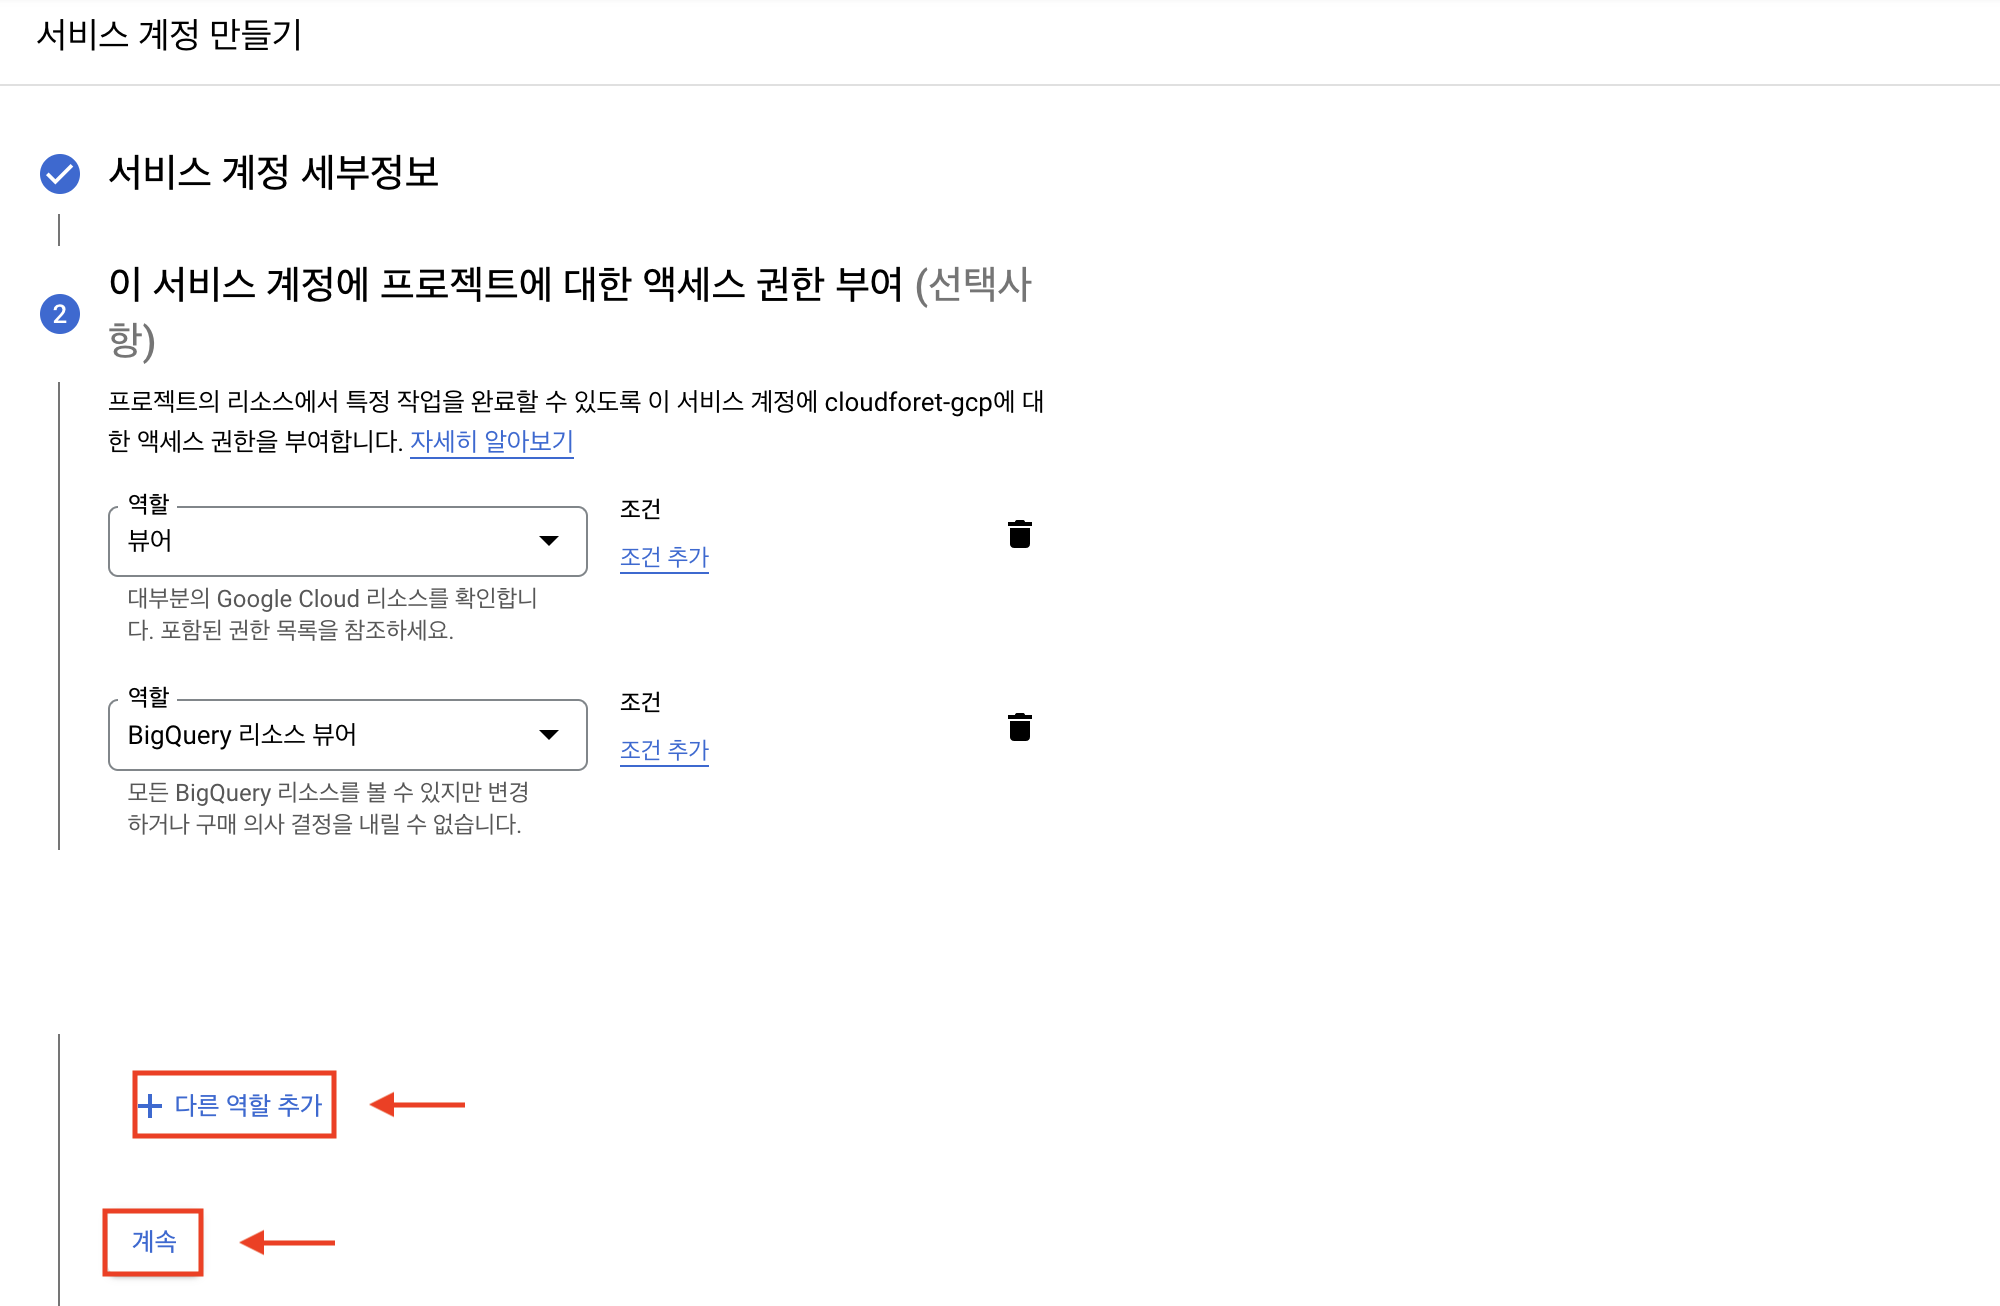 서비스 계정 만들기
서비스 계정 세부정보
2
이 서비스 계정에 프로젝트에 대한 액세스 권한 부여 (선택사
항)
프로젝트의 리소스에서 특정 작업을 완료할 수 있도록 이 서비스 계정에 cloudforet-gcp에 대
한 액세스 권한을 부여합니다. 자세히 알아보기
역할
뷰어
조건
조건 추가
대부분의 Google Cloud 리소스를 확인합니
다. 포함된 권한 목록을 참조하세요.
역할
BigQuery 리소스 뷰어
조건
조건 추가
모든 BigQuery 리소스를 볼 수 있지만 변경
하거나 구매 의사 결정을 내릴 수 없습니다.
다른 역할 추가
계속